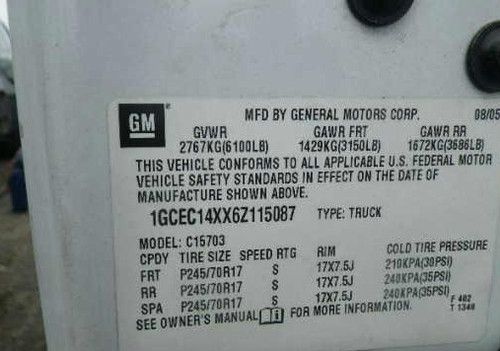 MFD BY GENERAL MOTORS CORP. 08/05
GM
GVWR GAWR FRT GAWR RR
2767KG(6100LB) 1429KG(3150LB) 1672KG(3686LB)
THIS VEHICLE CONFORMS TO ALL APPLICABLE U.S. FEDERAL MOTOR
VEHICLE SAFETY STANDARDS IN EFFECT ON THE DATE OF
MANUFACTURE SHOWN ABOVE.
1GCEC14XX6Z115087 TYPE: TRUCK
MODEL: C15703
CPDY TIRE SIZE SPEED RTG RIM COLD TIRE PRESSURE
FRT P245/70R17 S 17X7.5J 210KPA(30PSI)
RR P245/70R17 S 17X7.5J 240KPA(35PSI)
SPA P245/70R17 S 17X7.5J 240KPA(35PSI)
SEE OWNER'S MANUAL FOR MORE INFORMATION. F 402
T 1348